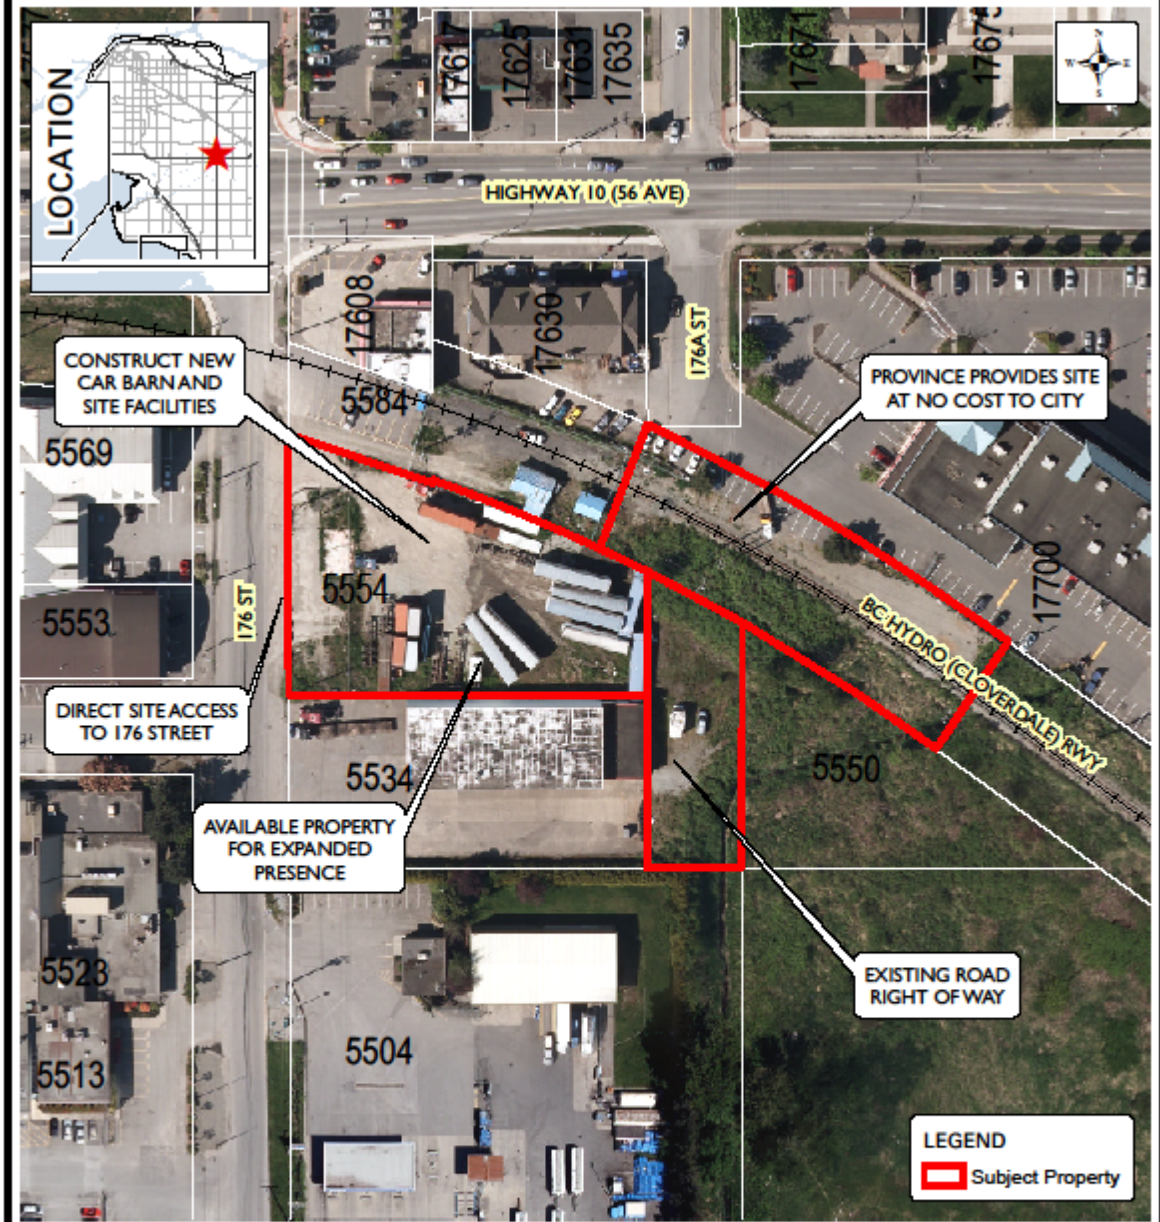 LOCATION
17617
17625
17631
17635
17671
N
W
E
S
HIGHWAY 10 (56 AVE)
17608
17630
176A ST
CONSTRUCT NEW
CAR BARN AND
SITE FACILITIES
PROVINCE PROVIDES SITE
AT NO COST TO CITY
5584
5569
176 ST
5554
5553
17700
BC HYDRO (CLOVERDALE) RWY
DIRECT SITE ACCESS
TO 176 STREET
5534
5550
AVAILABLE PROPERTY
FOR EXPANDED
PRESENCE
EXISTING ROAD
RIGHT OF WAY
5523
5504
5513
LEGEND
Subject Property